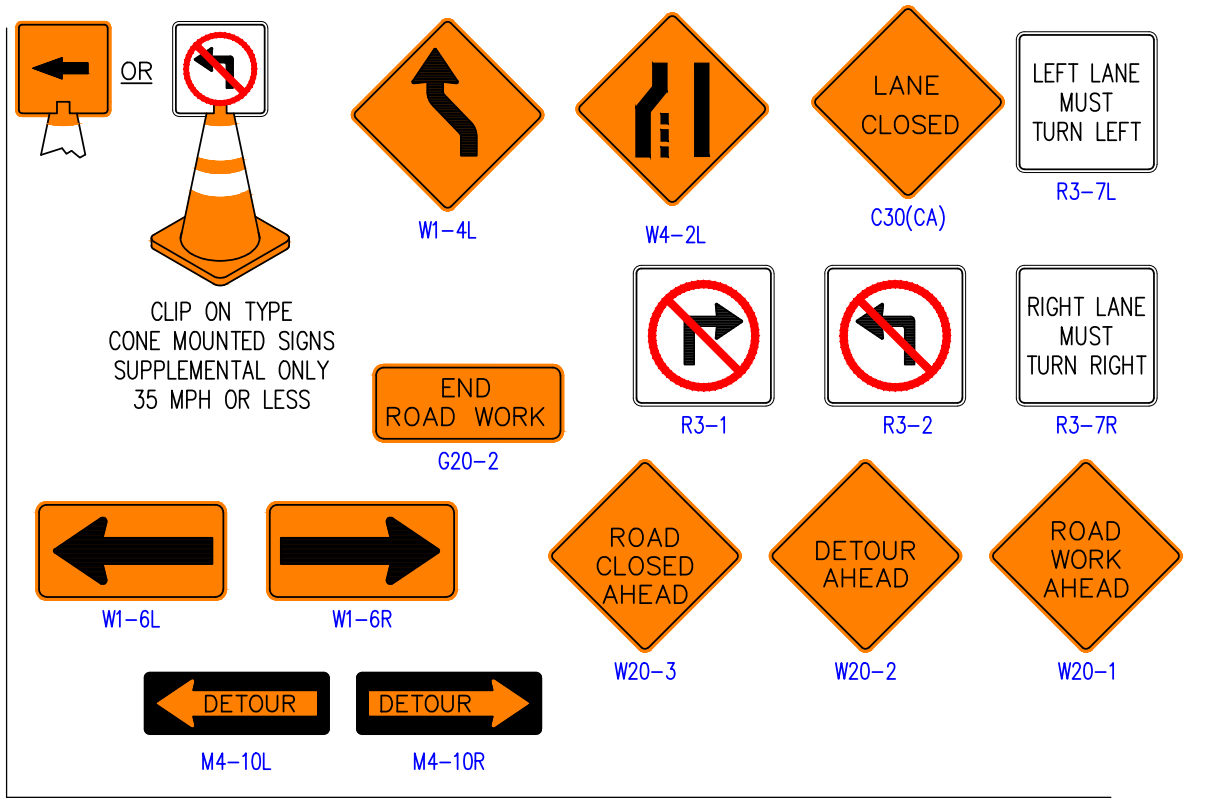 OR
CLIP ON TYPE
CONE MOUNTED SIGNS
SUPPLEMENTAL ONLY
35 MPH OR LESS
W1-4L
W4-2L
LANE
CLOSED
C30(CA)
LEFT LANE
MUST
TURN LEFT
R3-7L
END
ROAD WORK
G20-2
R3-1
R3-2
RIGHT LANE
MUST
TURN RIGHT
R3-7R
W1-6L
W1-6R
ROAD
CLOSED
AHEAD
W20-3
DETOUR
AHEAD
W20-2
ROAD
WORK
AHEAD
W20-1
DETOUR
M4-10L
DETOUR
M4-10R